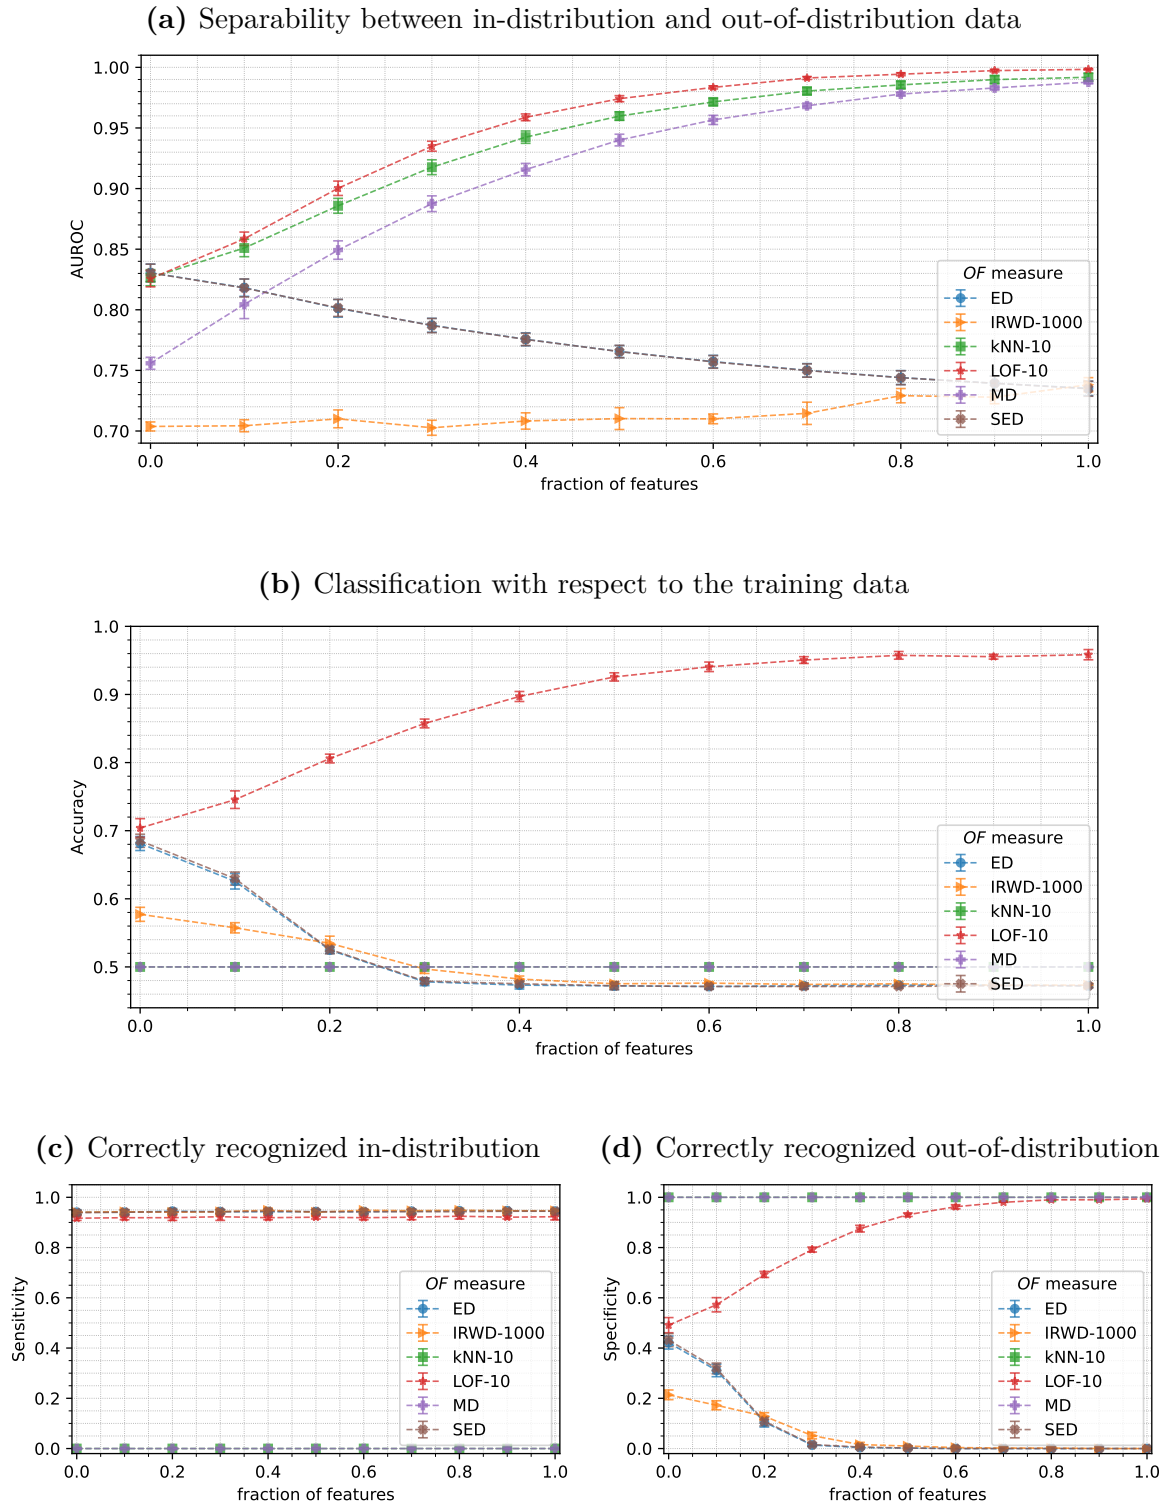 (a) Separability between in-distribution and out-of-distribution data
1.00
0.95
0.90
0.85
0.80
0.75
0.70
AUROC
OF measure
ED
IRWD-1000
kNN-10
LOF-10
MD
SED
0.0 0.2 0.4 0.6 0.8 1.0
fraction of features
(b) Classification with respect to the training data
1.0
0.9
0.8
0.7
0.6
0.5
Accuracy
OF measure
ED
IRWD-1000
kNN-10
LOF-10
MD
SED
0.0 0.2 0.4 0.6 0.8 1.0
fraction of features
(c) Correctly recognized in-distribution
1.0
0.8
0.6
0.4
0.2
0.0
Sensitivity
OF measure
ED
IRWD-1000
kNN-10
LOF-10
MD
SED
0.0 0.2 0.4 0.6 0.8 1.0
fraction of features
(d) Correctly recognized out-of-distribution
1.0
0.8
0.6
0.4
0.2
0.0
Specificity
OF measure
ED
IRWD-1000
kNN-10
LOF-10
MD
SED
0.0 0.2 0.4 0.6 0.8 1.0
fraction of features